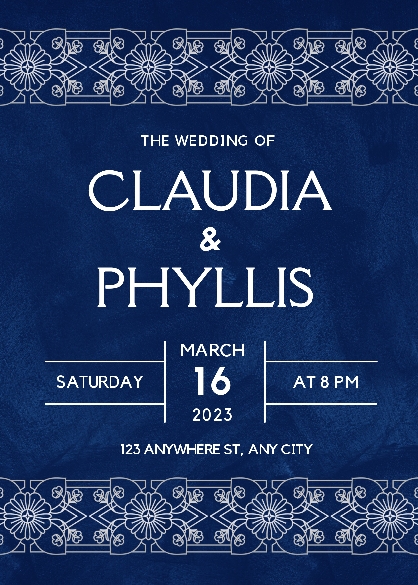 THE WEDDING OF
CLAUDIA
&
PHYLLIS
MARCH
SATURDAY 16 AT 8 PM
2023
123 ANYWHERE ST, ANY CITY